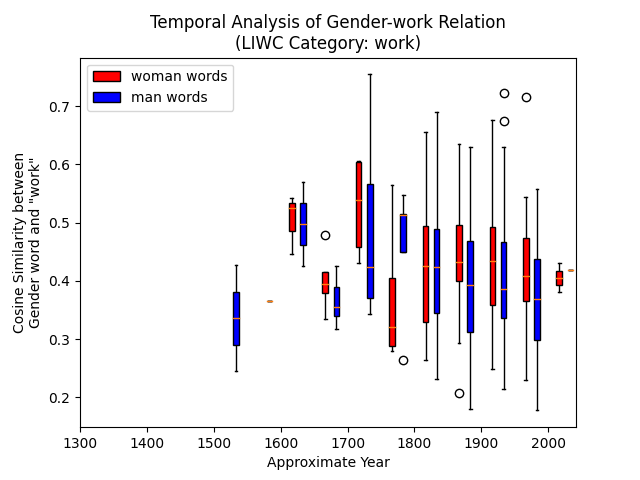 Temporal Analysis of Gender-work Relation
(LIWC Category: work)
woman words
man words
0.7
0.6
0.5
0.4
0.3
0.2
Cosine Similarity between
Gender word and "work"
1300 1400 1500 1600 1700 1800 1900 2000
Approximate Year